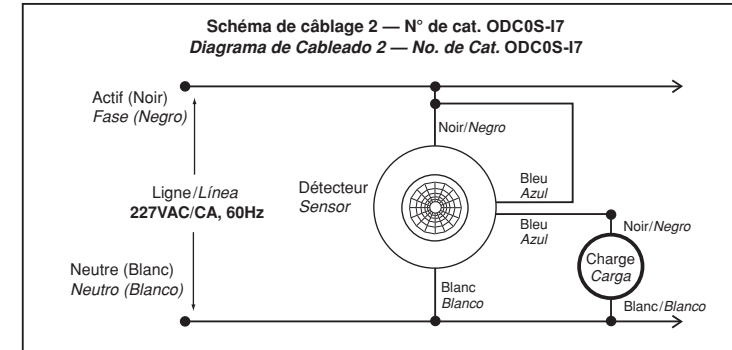 Schéma de câblage 2 — N° de cat. ODC0S-I7
Diagrama de Cableado 2 — No. de Cat. ODC0S-I7
Actif (Noir)
Fase (Negro)
Noir/Negro
Bleu
Azul
Ligne/Línea
227VAC/CA, 60Hz
Détecteur
Sensor
Bleu
Azul
Noir/Negro
Charge
Carga
Neutre (Blanc)
Neutro (Blanco)
Blanc
Blanco
Blanc/Blanco